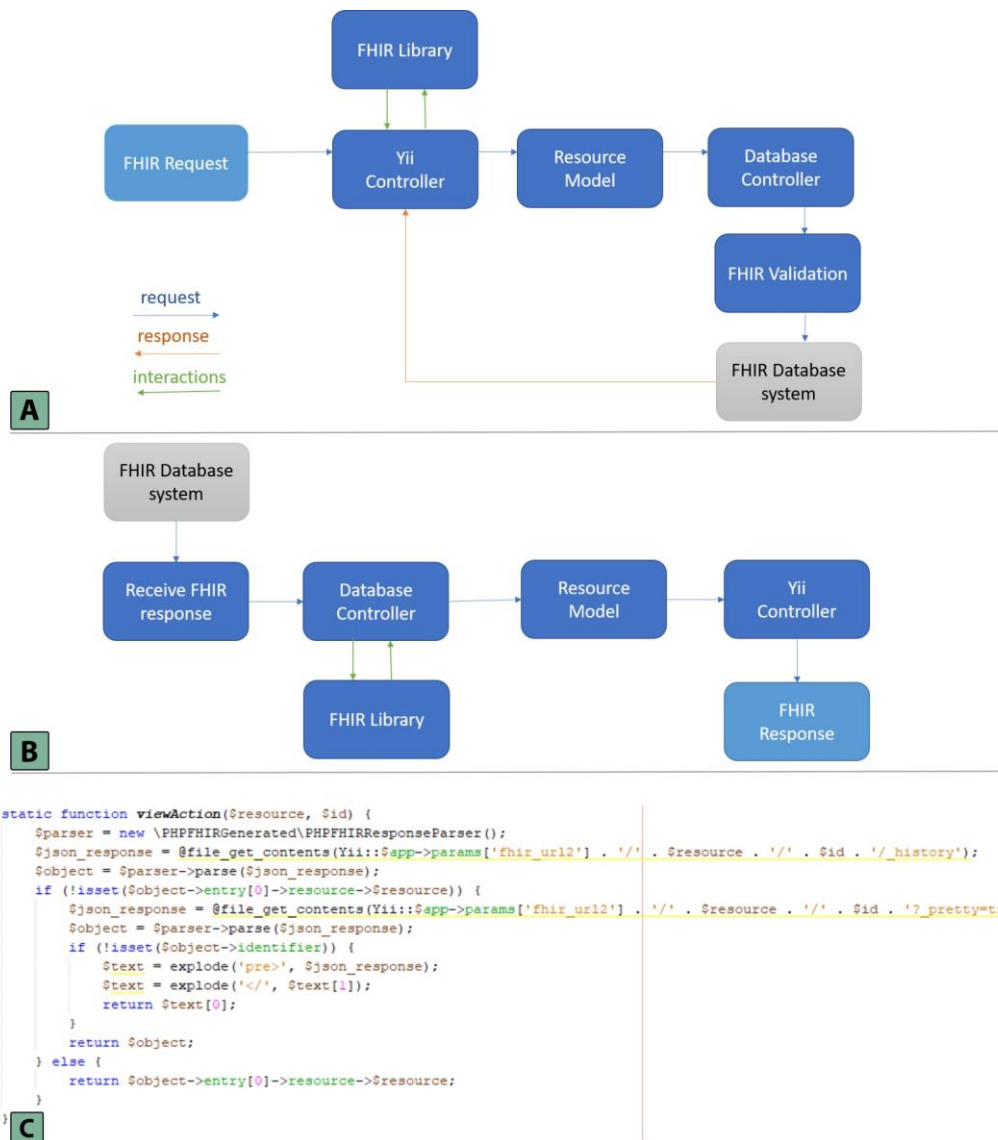 FHIR Library
FHIR Request
Yii
Controller
Resource
Model
Database
Controller
FHIR Validation
FHIR Database
system
request
response
interactions
A
FHIR Database
system
Receive FHIR
response
Database
Controller
Resource
Model
Yii
Controller
FHIR Library
FHIR
Response
B
static function viewAction($resource, $id) {
$parser = new \PHPFHIRGenerated\PHPFHIRResponseParser();
$json_response = @file_get_contents(Yii::$app->params['fhir_url2'] . '/' . $resource . '/' . $id . '/_history');
$object = $parser->parse($json_response);
if (!isset($object->entry[0]->resource->$resource)) {
$json_response = @file_get_contents(Yii::$app->params['fhir_url2'] . '/' . $resource . '/' . $id . '?_pretty=t
$object = $parser->parse($json_response);
if (!isset($object->identifier)) {
$text = explode('pre>', $json_response);
$text = explode('</', $text[1]);
return $text[0];
}
return $object;
} else {
return $object->entry[0]->resource->$resource;
}
}
C